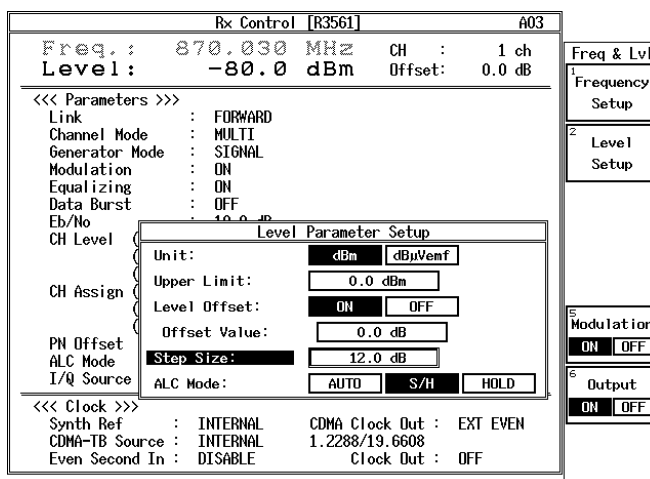 Rx Control [R3561] A03
Freq.: 870.030 MHz CH : 1 ch
Level: -80.0 dBm Offset: 0.0 dB
<<< Parameters >>>
Link : FORWARD
Channel Mode : MULTI
Generator Mode : SIGNAL
Modulation : ON
Equalizing : ON
Data Burst : OFF
Eb/No : 10.0 dB
CH Level (
(
(
CH Assign (
(
(
PN Offset
ALC Mode
I/Q Source
Level Parameter Setup
Unit: dBm dBµVemf
Upper Limit: 0.0 dBm
Level Offset: ON OFF
Offset Value: 0.0 dB
Step Size: 12.0 dB
ALC Mode: AUTO S/H HOLD
<<< Clock >>>
Synth Ref : INTERNAL CDMA Clock Out : EXT EVEN
CDMA-TB Source : INTERNAL 1.2288/19.6608
Even Second In : DISABLE Clock Out : OFF
Freq & Lvl
1
Frequency
Setup
2
Level
Setup
5
Modulation
ON OFF
6
Output
ON OFF